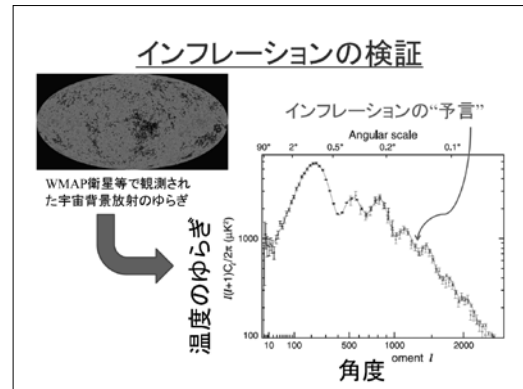 インフレーションの検証
インフレーションの“予言”
WMAP衛星等で観測され
た宇宙背景放射のゆらぎ
Angular scale
90° 2° 0.5° 0.2° 0.1°
温度のゆらぎ
l(l+1)Cl/2π (μK²)
1000
100
10 100 500 1000 2000
角度
oment l